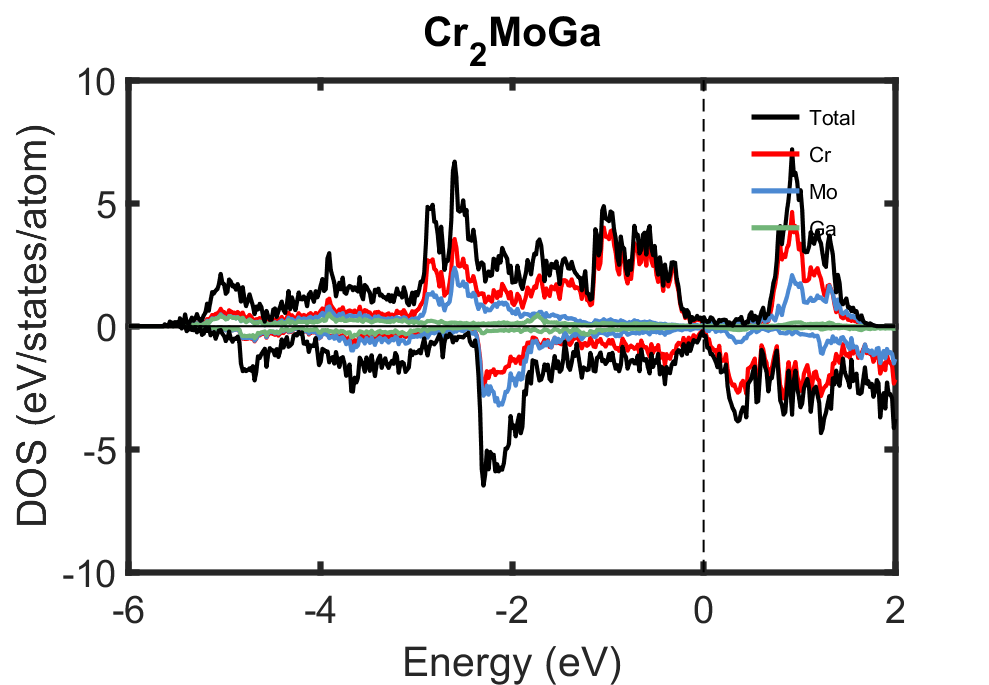 Cr2MoGa
10
5
0
-5
-10
DOS (eV/states/atom)
Total
Cr
Mo
Ga
-6 -4 -2 0 2
Energy (eV)